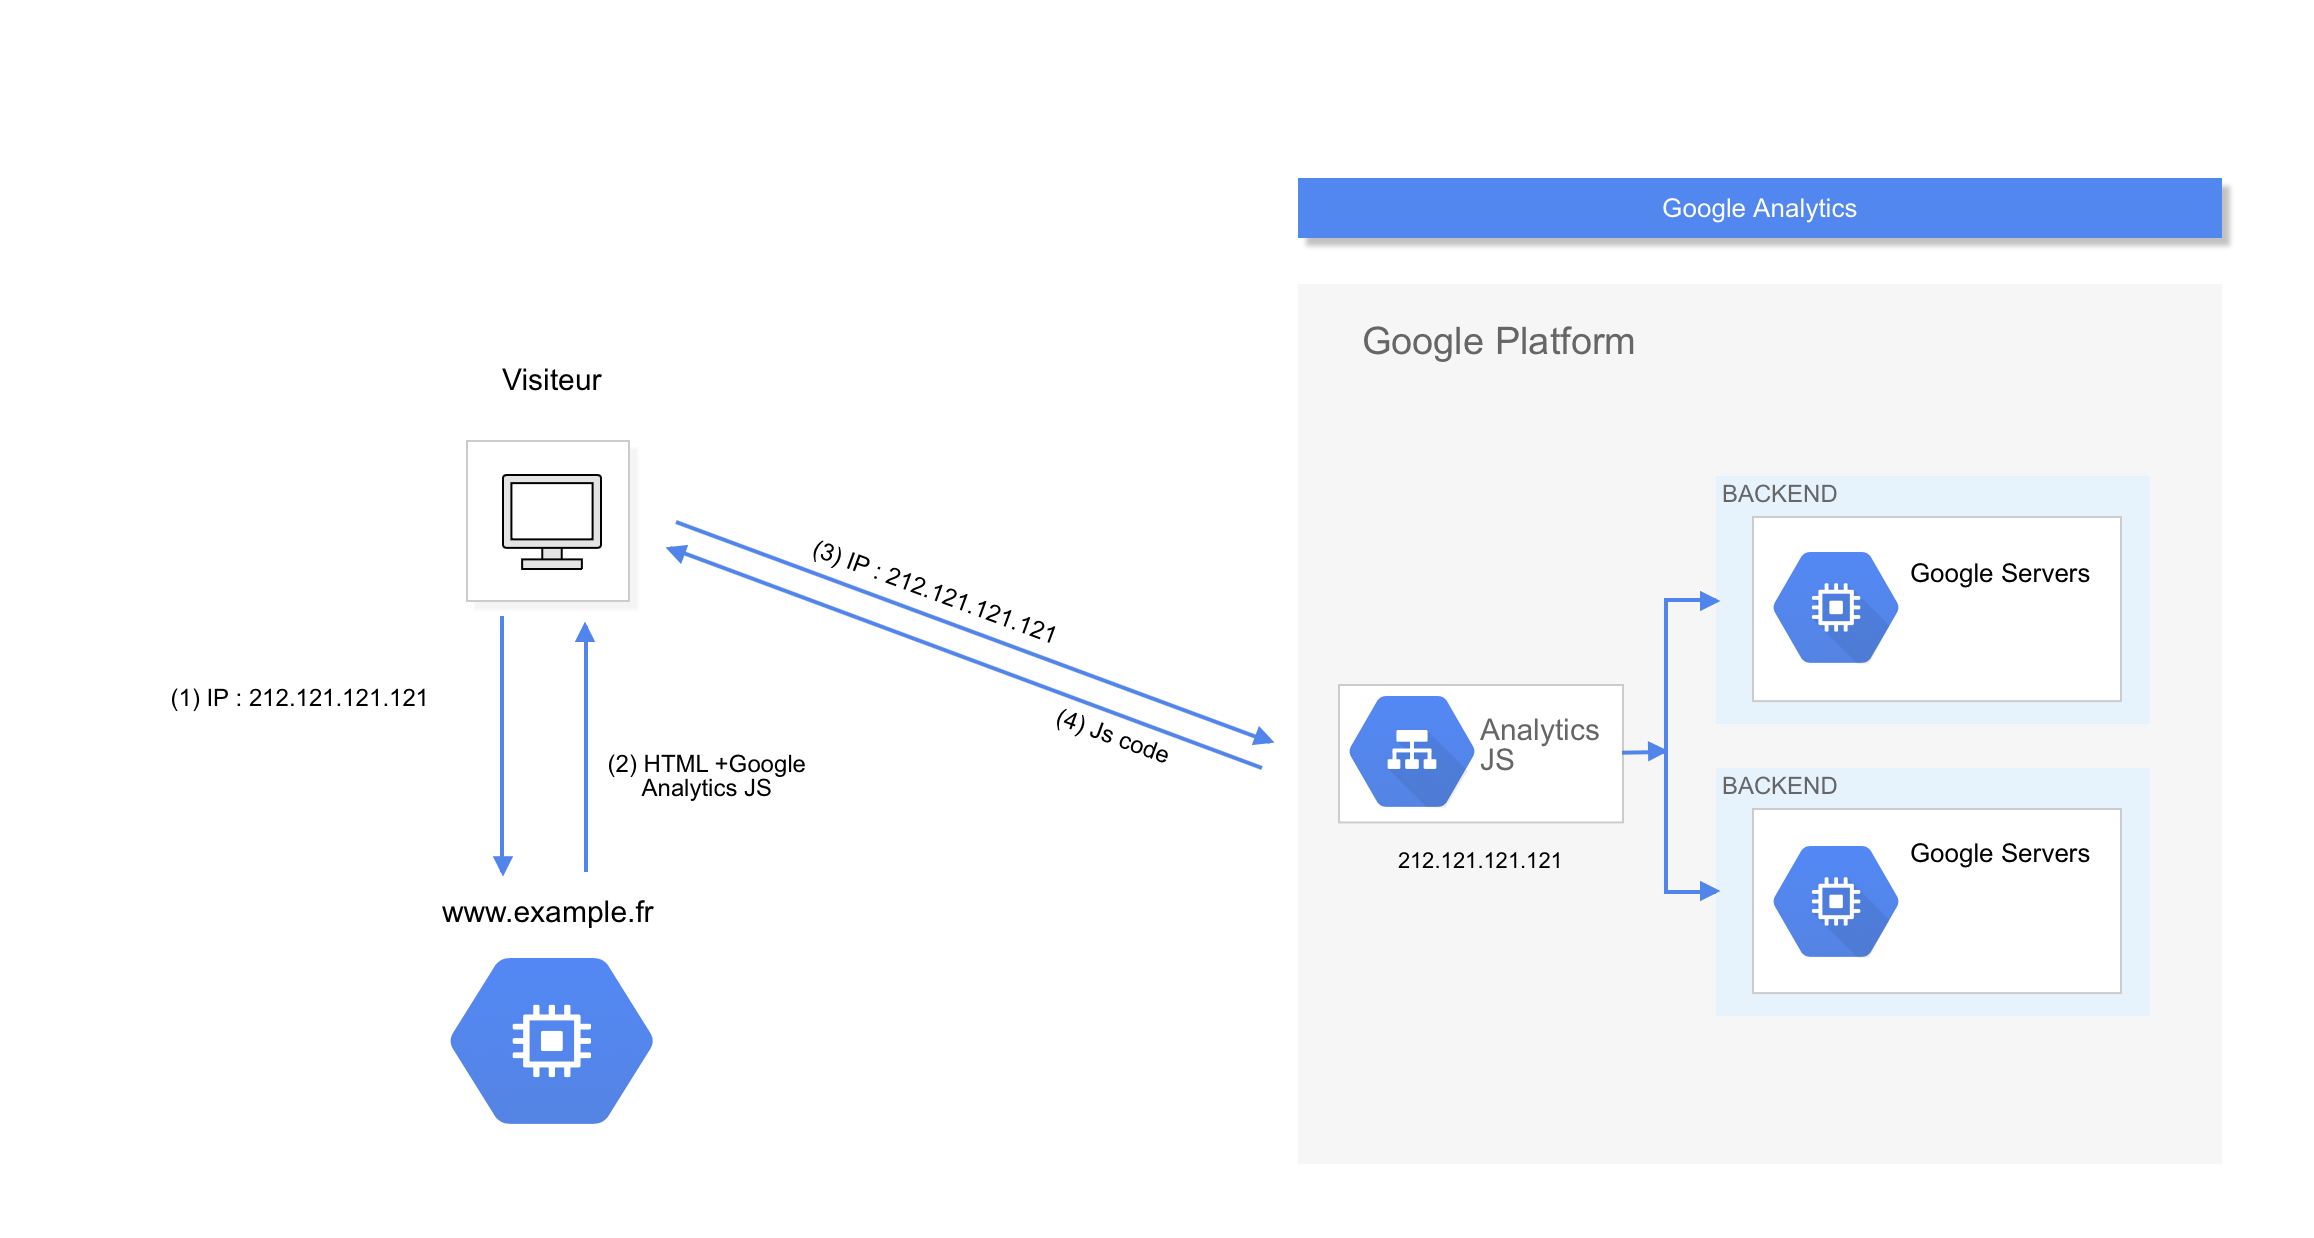 Google Analytics
Google Platform
Visiteur
BACKEND
Google Servers
(3) IP : 212.121.121.121
(1) IP : 212.121.121.121
(4) Js code
Analytics
JS
(2) HTML +Google
Analytics JS
BACKEND
Google Servers
212.121.121.121
www.example.fr